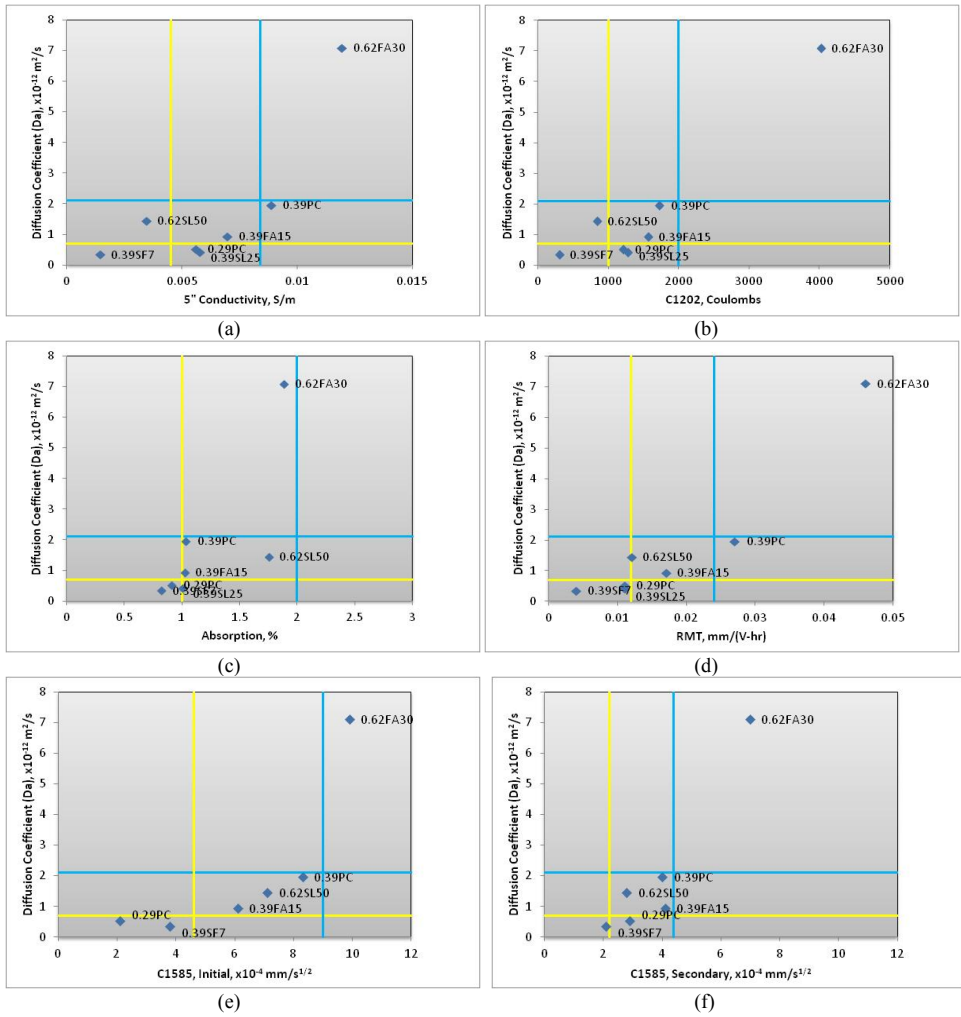 8
7
6
5
4
3
2
1
0
Diffusion Coefficient (Da), x10⁻¹² m²/s
0.62FA30
0.39PC
0.62SL50
0.39FA15
0.29PC
0.39SL25
0.39SF7
0
0.005
0.01
0.015
5" Conductivity, S/m
(a)
8
7
6
5
4
3
2
1
0
Diffusion Coefficient (Da), x10⁻¹² m²/s
0.62FA30
0.39PC
0.62SL50
0.39FA15
0.29PC
0.39SL25
0.39SF7
0
1000
2000
3000
4000
5000
C1202, Coulombs
(b)
8
7
6
5
4
3
2
1
0
Diffusion Coefficient (Da), x10⁻¹² m²/s
0.62FA30
0.39PC
0.62SL50
0.39FA15
0.29PC
0.39SL25
0
0.5
1
1.5
2
2.5
3
Absorption, %
(c)
8
7
6
5
4
3
2
1
0
Diffusion Coefficient (Da), x10⁻¹² m²/s
0.62FA30
0.39PC
0.62SL50
0.39FA15
0.29PC
0.39SF7
0.39SL25
0
0.01
0.02
0.03
0.04
0.05
RMT, mm/(V-hr)
(d)
8
7
6
5
4
3
2
1
0
Diffusion Coefficient (Da), x10⁻¹² m²/s
0.62FA30
0.39PC
0.62SL50
0.39FA15
0.29PC
0.39SF7
0
2
4
6
8
10
12
C1585, Initial, x10⁻⁴ mm/s¹ᐟ²
(e)
8
7
6
5
4
3
2
1
0
Diffusion Coefficient (Da), x10⁻¹² m²/s
0.62FA30
0.39PC
0.62SL50
0.39FA15
0.29PC
0.39SF7
0
2
4
6
8
10
12
C1585, Secondary, x10⁻⁴ mm/s¹ᐟ²
(f)